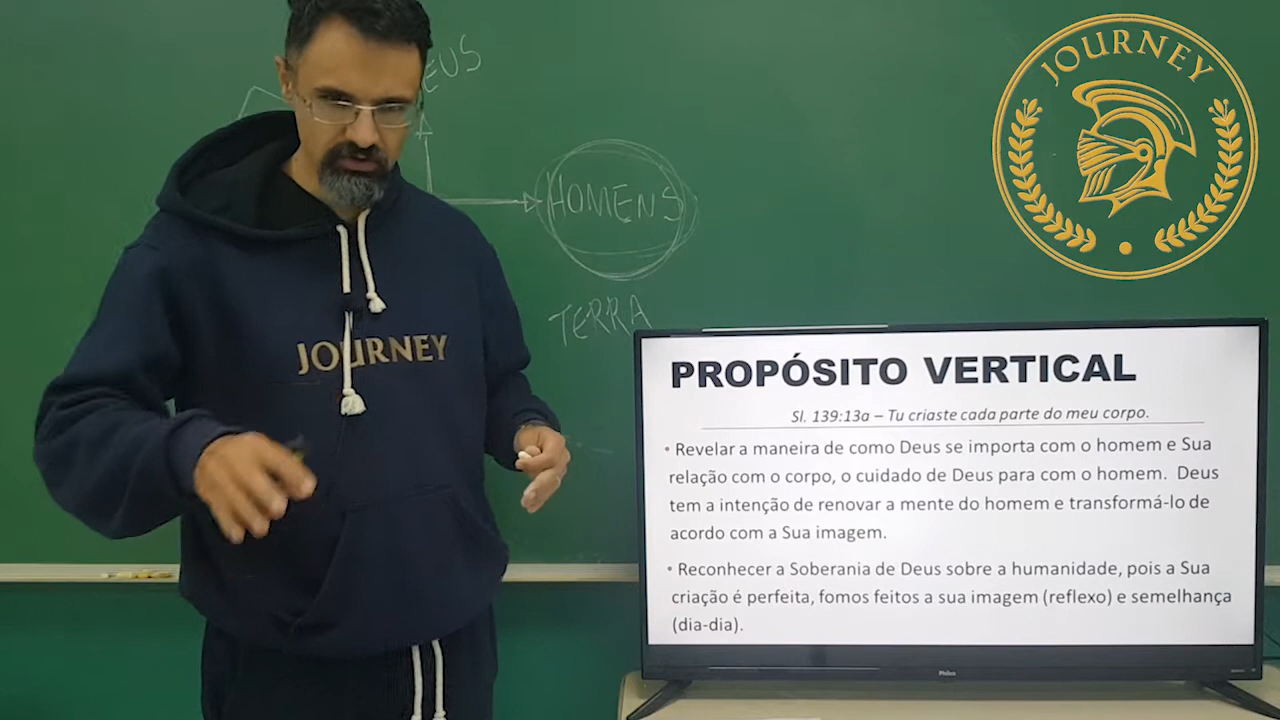 JOURNEY
EUS
HOMENS
TERRA
JOURNEY
PROPÓSITO VERTICAL
Sl. 139:13a – Tu criaste cada parte do meu corpo.
• Revelar a maneira de como Deus se importa com o homem e Sua
relação com o corpo, o cuidado de Deus para com o homem. Deus
tem a intenção de renovar a mente do homem e transformá-lo de
acordo com a Sua imagem.
• Reconhecer a Soberania de Deus sobre a humanidade, pois a Sua
criação é perfeita, fomos feitos a sua imagem (reflexo) e semelhança
(dia-dia).
Philco